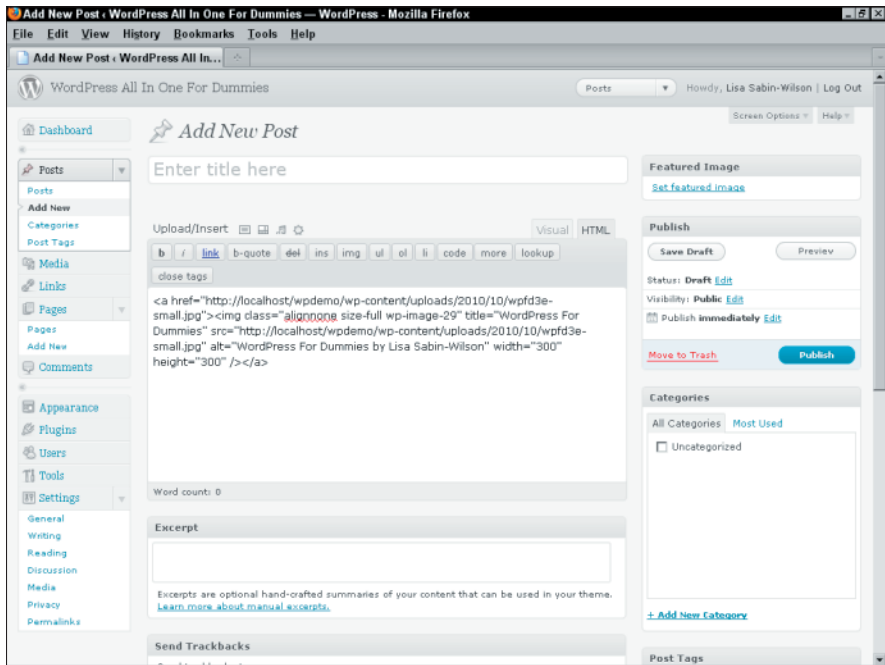 Add New Post ‹ WordPress All In One For Dummies — WordPress - Mozilla Firefox
File Edit View History Bookmarks Tools Help
Add New Post ‹ WordPress All In...
WordPress All In One For Dummies
Posts
Howdy, Lisa Sabin-Wilson | Log Out
Screen Options
Help
Dashboard
Posts
Posts
Add New
Categories
Post Tags
Media
Links
Pages
Pages
Add New
Comments
Appearance
Plugins
Users
Tools
Settings
General
Writing
Reading
Discussion
Media
Privacy
Permalinks
Add New Post
Enter title here
Upload/Insert
Visual HTML
b i link b-quote del ins img ul ol li code more lookup
close tags
<a href="http://localhost/wpdemo/wp-content/uploads/2010/10/wpfd3e-
small.jpg"><img class="alignnone size-full wp-image-29" title="WordPress For
Dummies" src="http://localhost/wpdemo/wp-content/uploads/2010/10/wpfd3e-
small.jpg" alt="WordPress For Dummies by Lisa Sabin-Wilson" width="300"
height="300" /></a>
Word count: 0
Excerpt
Excerpts are optional hand-crafted summaries of your content that can be used in your theme.
Learn more about manual excerpts.
Send Trackbacks
Featured Image
Set featured image
Publish
Save Draft
Preview
Status: Draft Edit
Visibility: Public Edit
Publish immediately Edit
Move to Trash
Publish
Categories
All Categories Most Used
Uncategorized
+ Add New Category
Post Tags